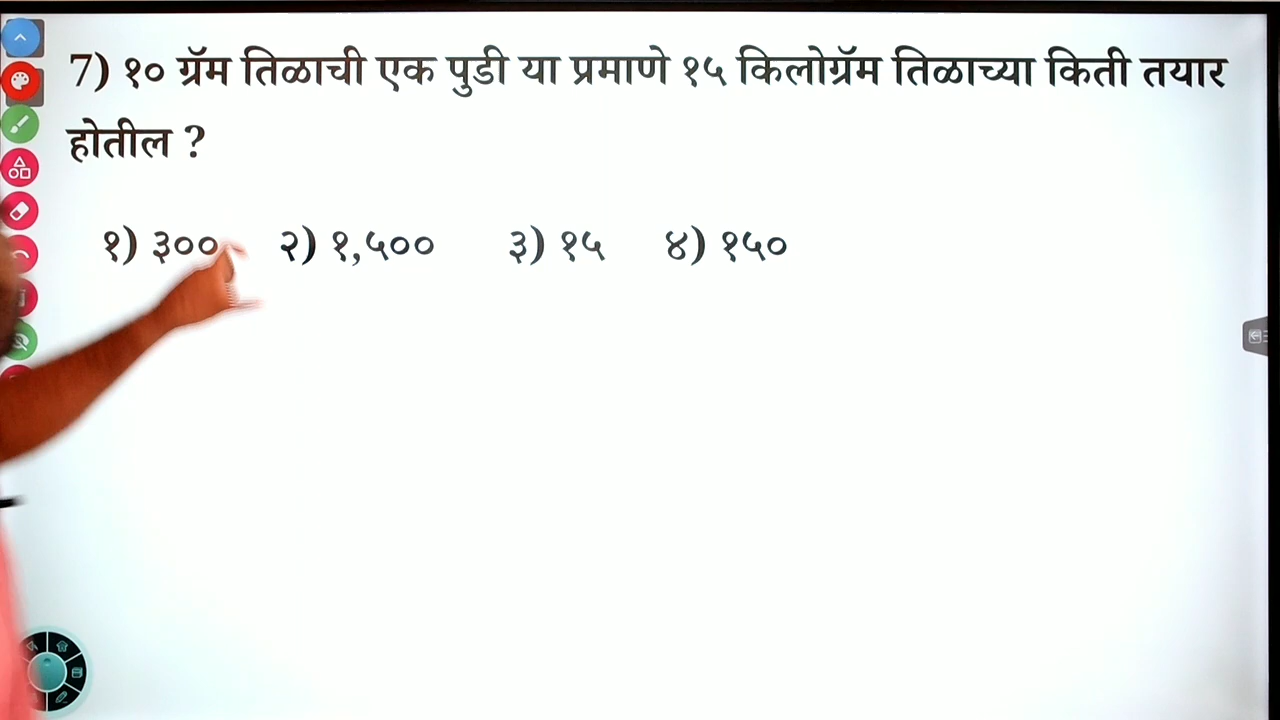 7) १० ग्रॅम तिळाची एक पुडी या प्रमाणे १५ किलोग्रॅम तिळाच्या किती तयार
होतील ?
१) ३०० २) १,५०० ३) १५ ४) १५०